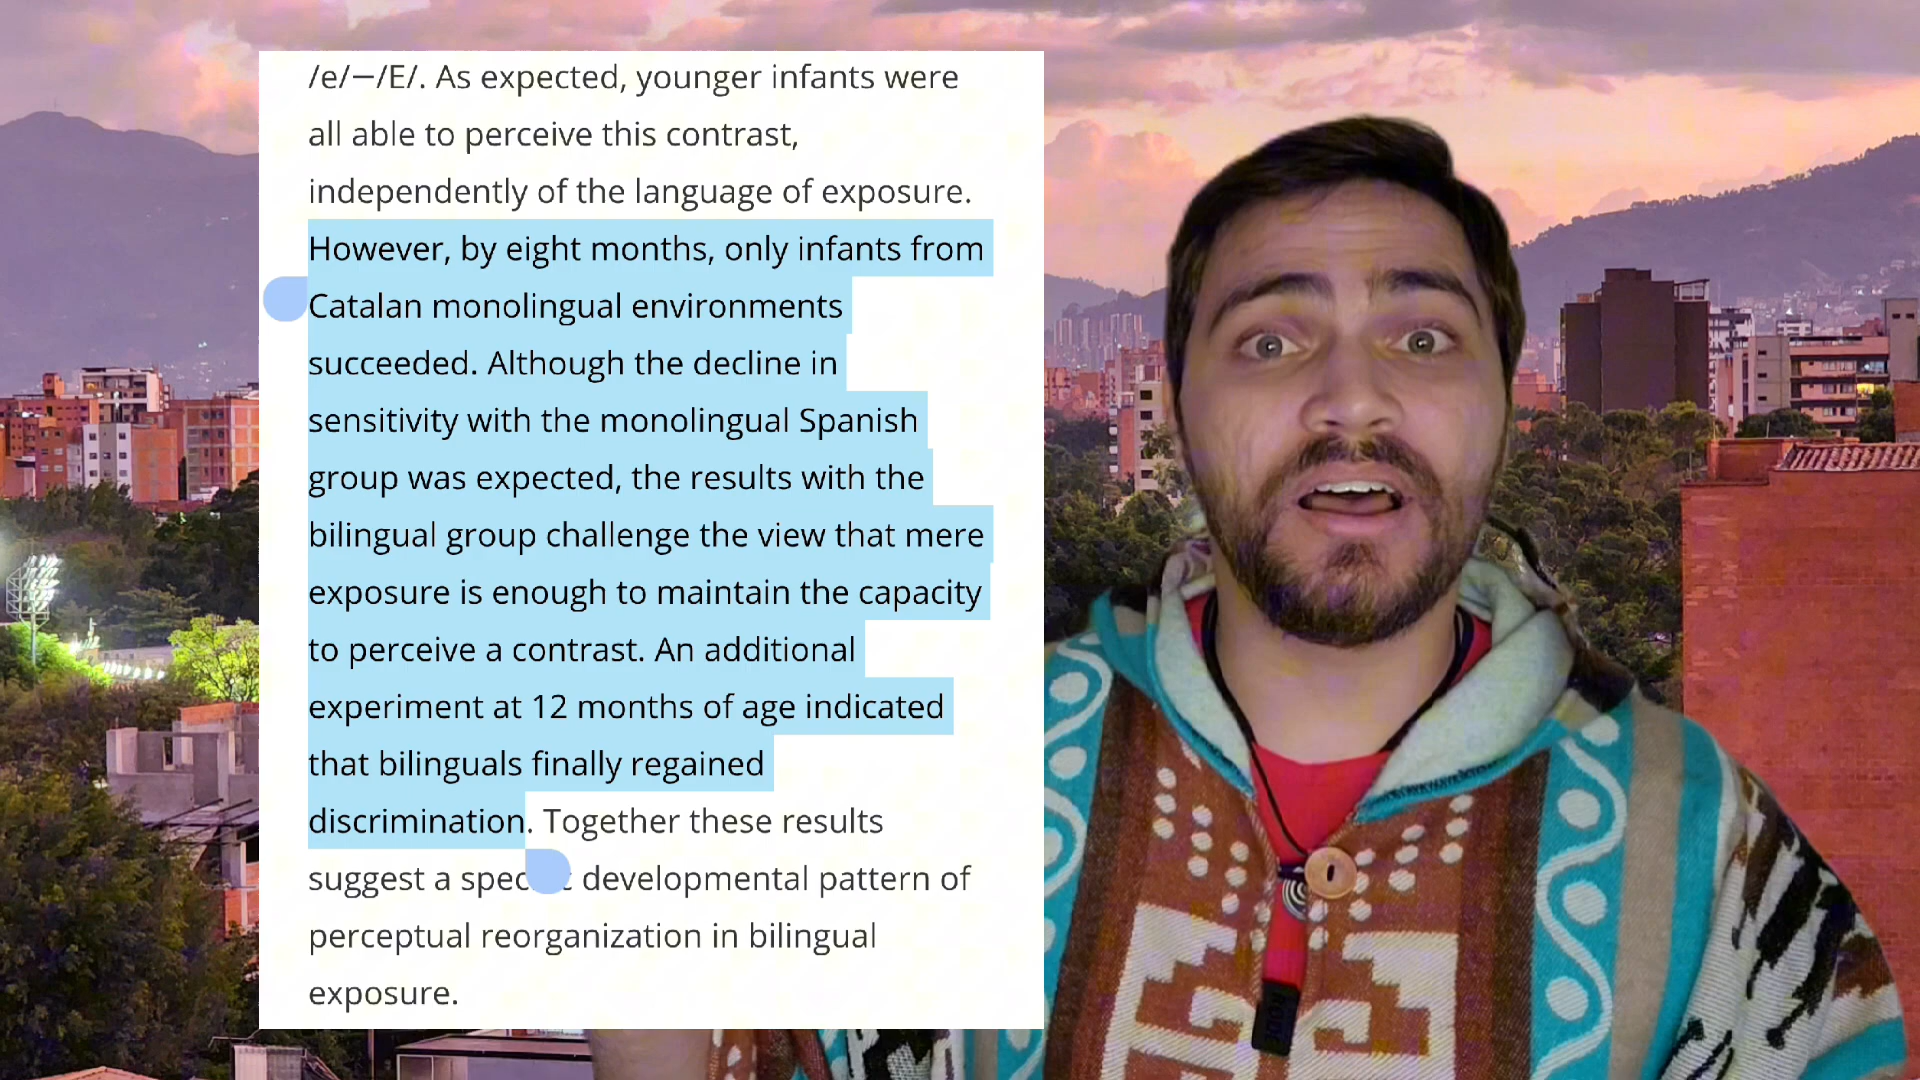 /e/−/E/. As expected, younger infants were
all able to perceive this contrast,
independently of the language of exposure.
However, by eight months, only infants from
Catalan monolingual environments
succeeded. Although the decline in
sensitivity with the monolingual Spanish
group was expected, the results with the
bilingual group challenge the view that mere
exposure is enough to maintain the capacity
to perceive a contrast. An additional
experiment at 12 months of age indicated
that bilinguals finally regained
discrimination. Together these results
suggest a developmental pattern of
perceptual reorganization in bilingual
exposure.